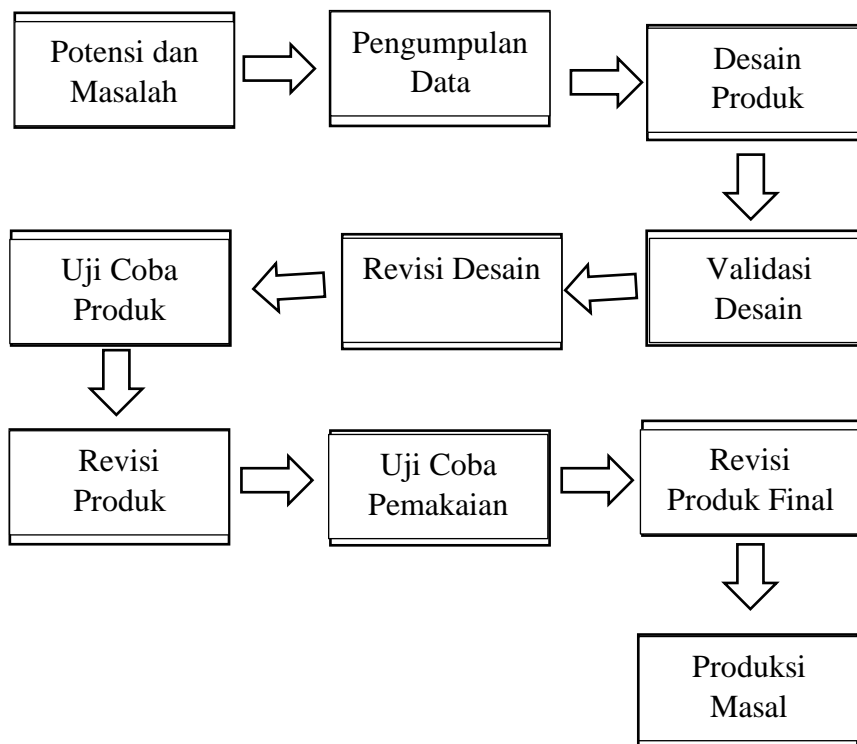 Potensi dan
Masalah
Pengumpulan
Data
Desain
Produk
Validasi
Desain
Revisi Desain
Uji Coba
Produk
Revisi
Produk
Uji Coba
Pemakaian
Revisi
Produk Final
Produksi
Masal